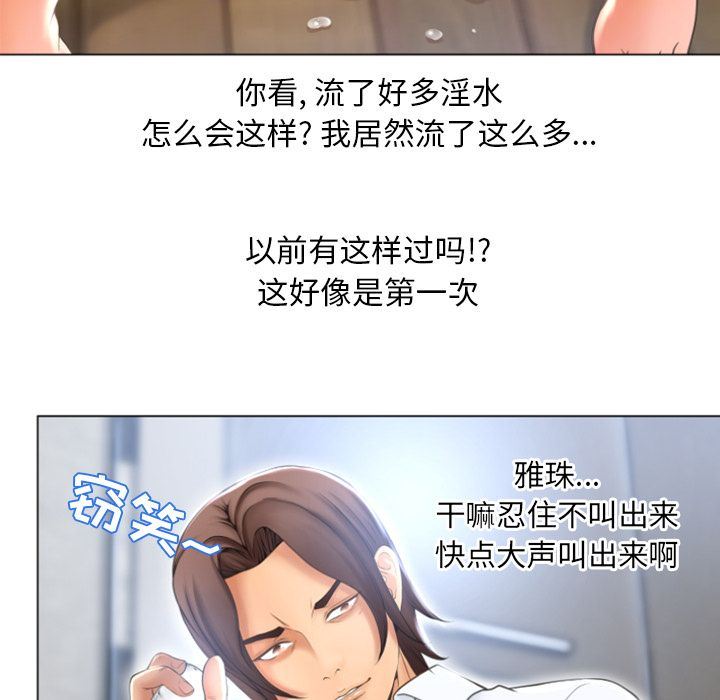 你看, 流了好多淫水
怎么会这样? 我居然流了这么多...
以前有这样过吗!?
这好像是第一次
窃笑~
雅珠...
干嘛忍住不叫出来
快点大声叫出来啊